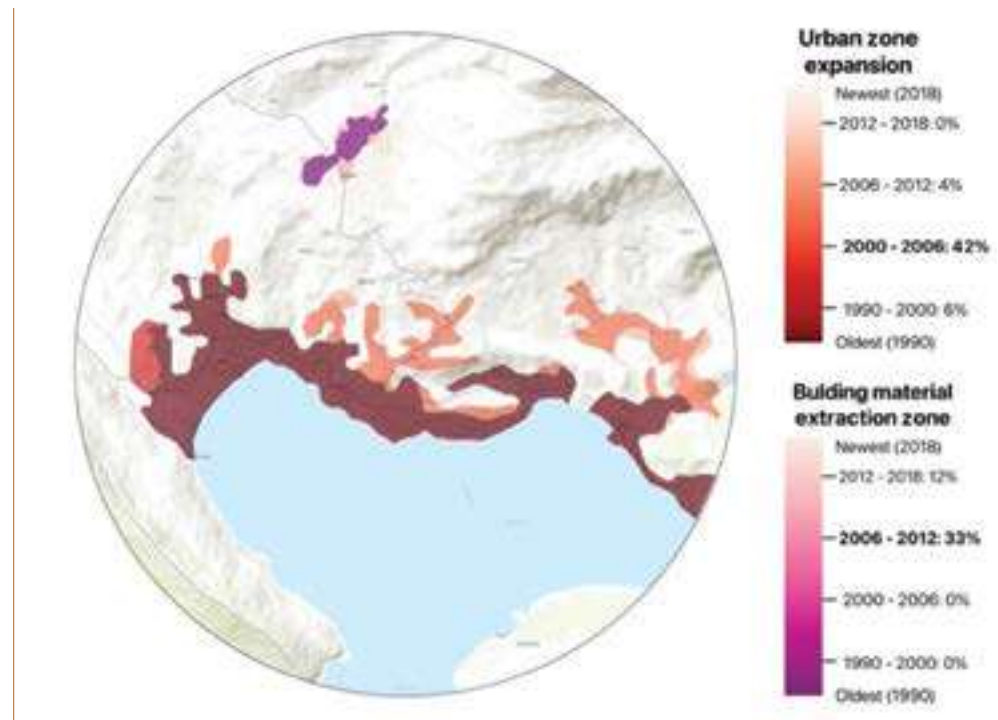 Urban zone
expansion
Newest (2018)
2012 - 2018: 0%
2006 - 2012: 4%
2000 - 2006: 42%
1990 - 2000: 6%
Oldest (1990)
Bulding material
extraction zone
Newest (2018)
2012 - 2018: 12%
2006 - 2012: 33%
2000 - 2006: 0%
1990 - 2000: 0%
Oldest (1990)